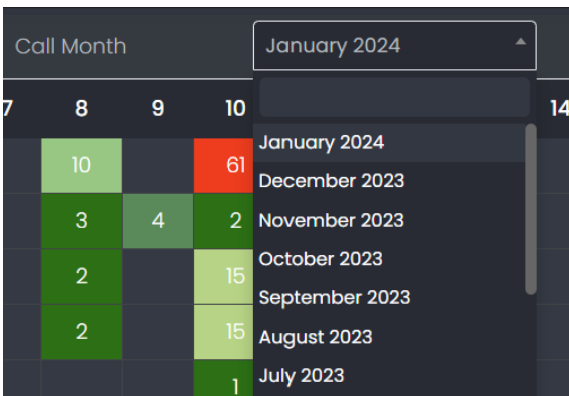 Call Month January 2024
7 8 9 10 14
10 61 January 2024
December 2023
3 4 2 November 2023
2 15 October 2023
September 2023
2 15 August 2023
1 July 2023